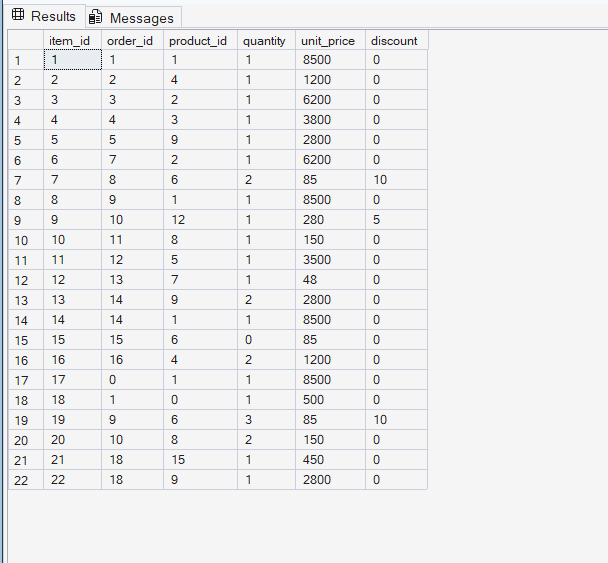 Results Messages
item_id order_id product_id quantity unit_price discount
1 1 1 1 1 8500 0
2 2 2 4 1 1200 0
3 3 3 2 1 6200 0
4 4 4 3 1 3800 0
5 5 5 9 1 2800 0
6 6 7 2 1 6200 0
7 7 8 6 2 85 10
8 8 9 1 1 8500 0
9 9 10 12 1 280 5
10 10 11 8 1 150 0
11 11 12 5 1 3500 0
12 12 13 7 1 48 0
13 13 14 9 2 2800 0
14 14 14 1 1 8500 0
15 15 15 6 0 85 0
16 16 16 4 2 1200 0
17 17 0 1 1 8500 0
18 18 1 0 1 500 0
19 19 9 6 3 85 10
20 20 10 8 2 150 0
21 21 18 15 1 450 0
22 22 18 9 1 2800 0